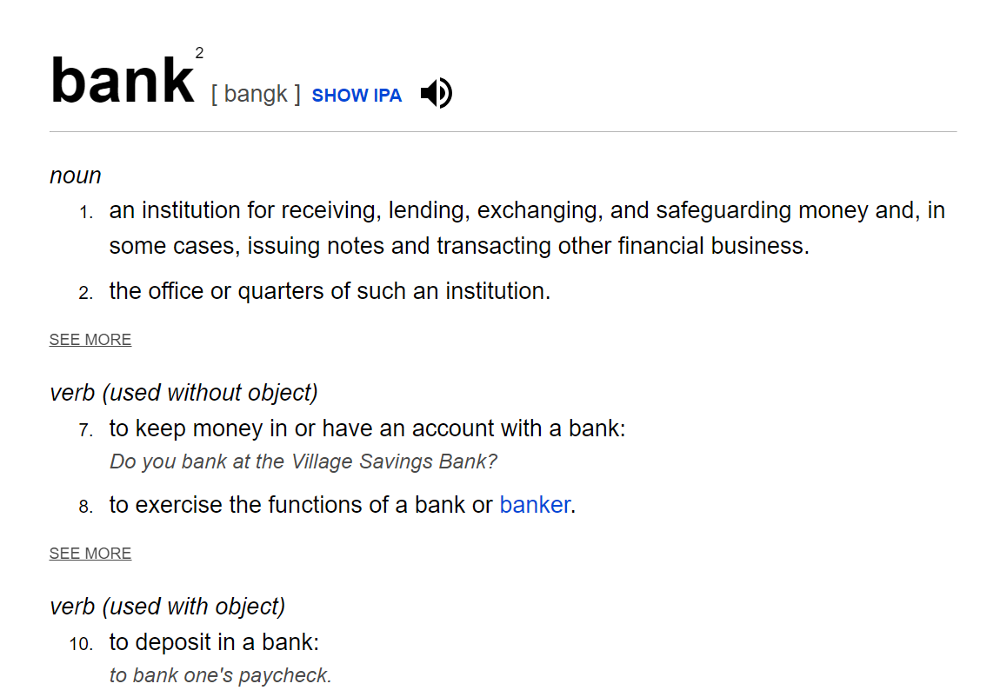 bank2 [ bangk ] SHOW IPA
noun
1. an institution for receiving, lending, exchanging, and safeguarding money and, in
some cases, issuing notes and transacting other financial business.
2. the office or quarters of such an institution.
SEE MORE
verb (used without object)
7. to keep money in or have an account with a bank:
Do you bank at the Village Savings Bank?
8. to exercise the functions of a bank or banker.
SEE MORE
verb (used with object)
10. to deposit in a bank:
to bank one's paycheck.